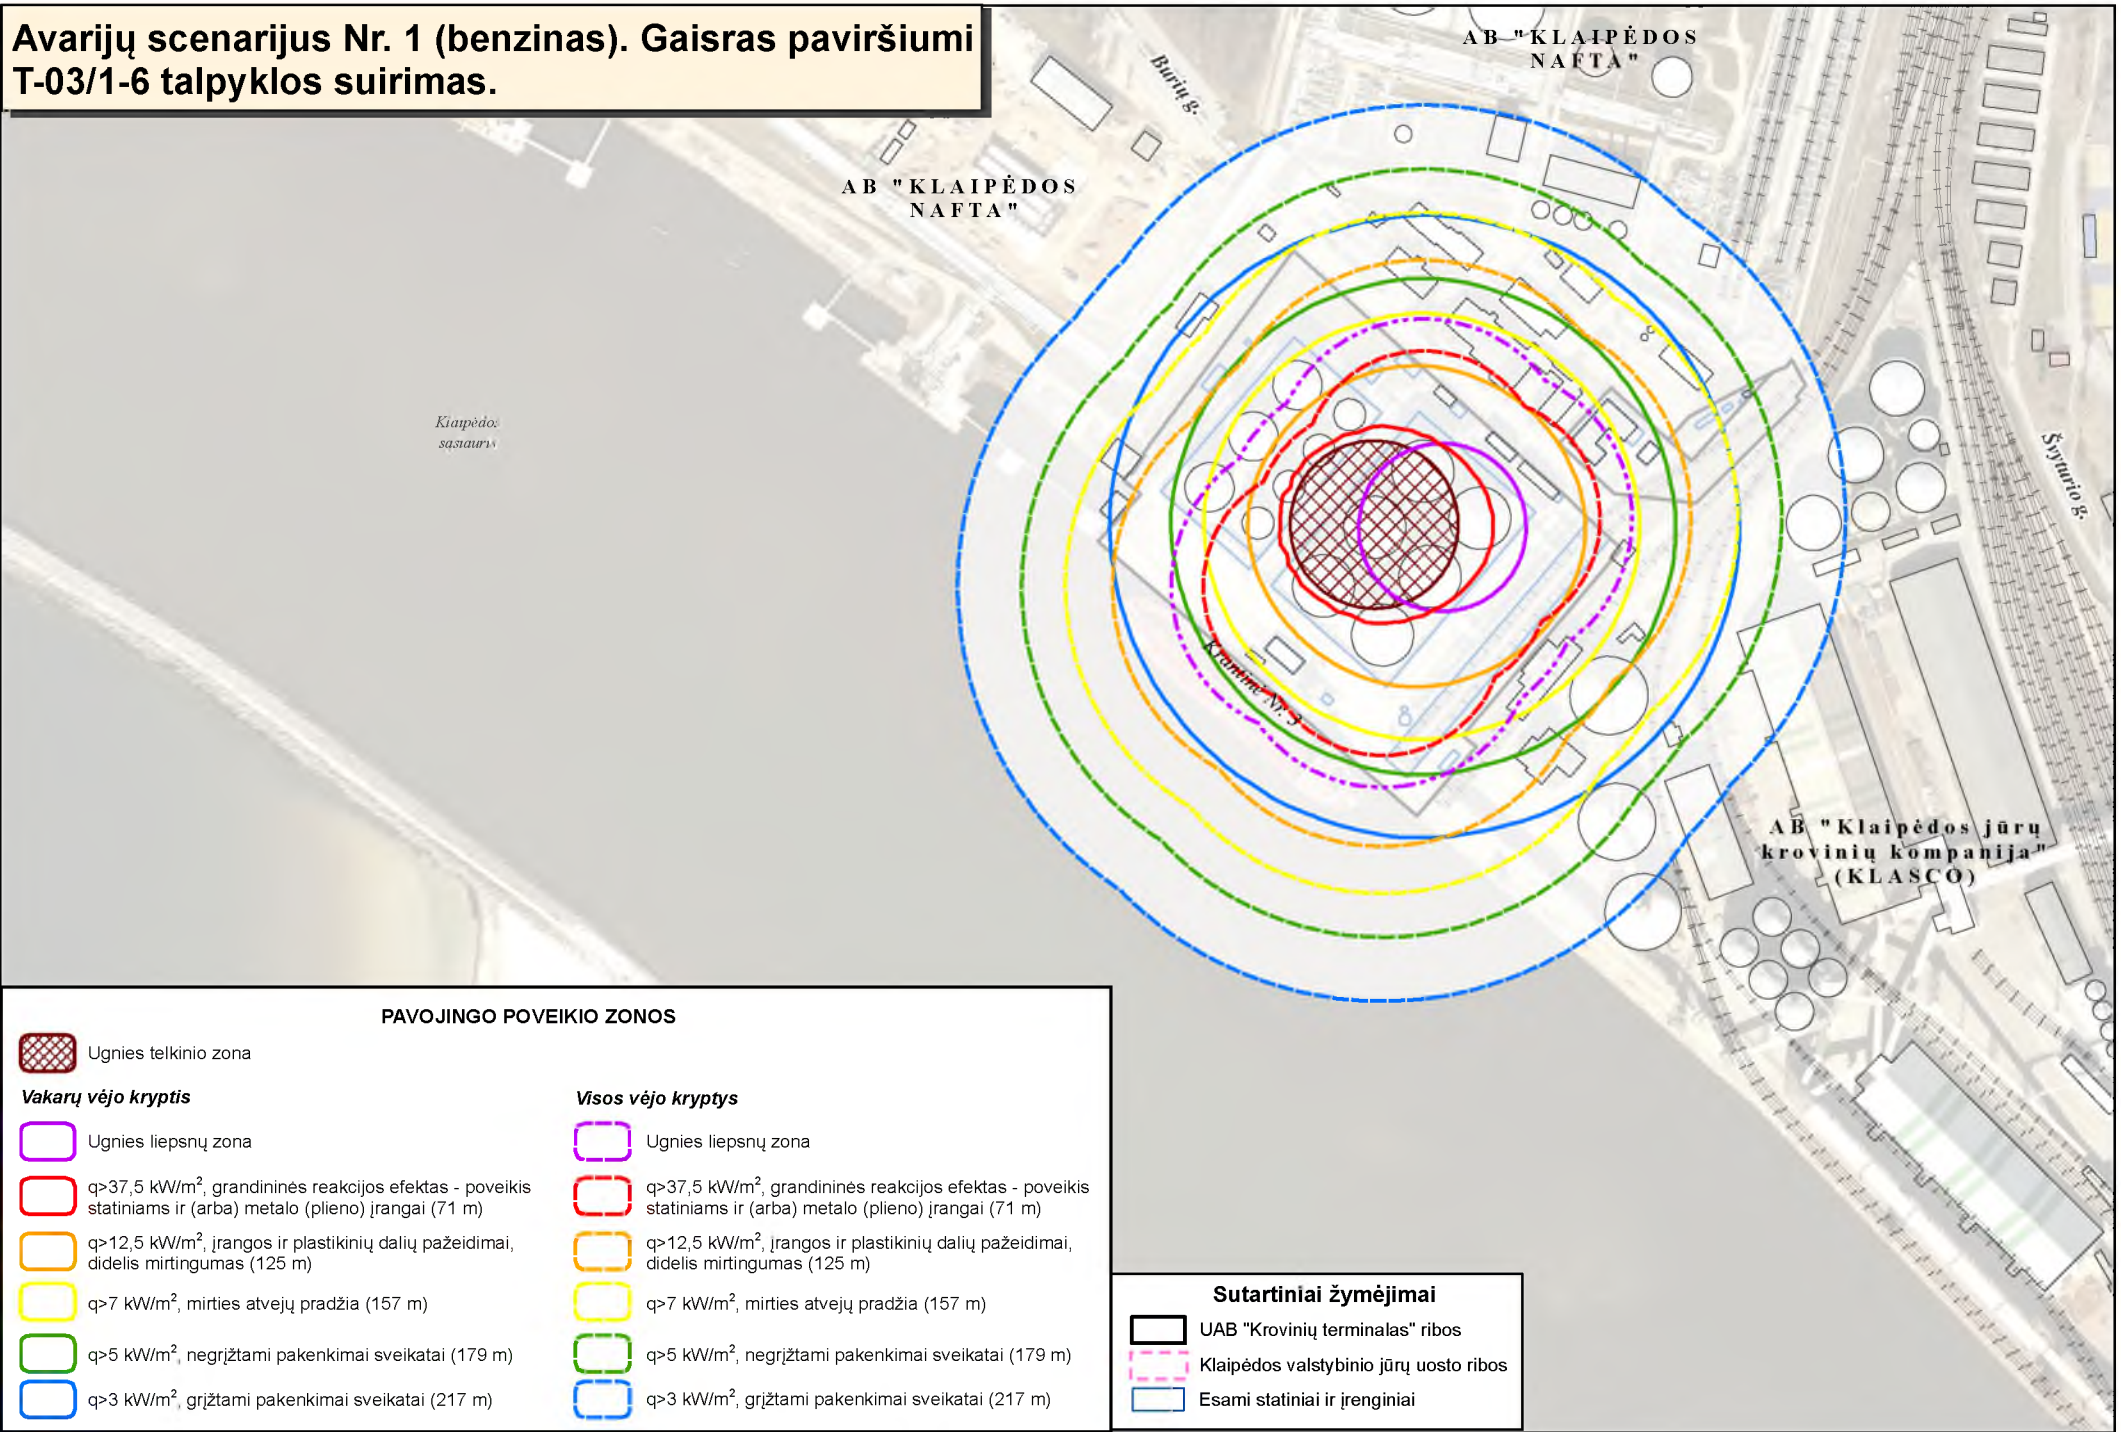 Avarijų scenarijus Nr. 1 (benzinas). Gaisras paviršiumi
T-03/1-6 talpyklos suirimas.
AB "KLAIPĖDOS
NAFTA"
Burių g.
AB "KLAIPĖDOS
NAFTA"
Klaipėdos
sąsiauris
Švyturio g.
Krantinė Nr. 3
AB "Klaipėdos jūrų
krovinių kompanija"
(KLASCO)
PAVOJINGO POVEIKIO ZONOS
Ugnies telkinio zona
Vakarų vėjo kryptis
Ugnies liepsnų zona
q>37,5 kW/m², grandininės reakcijos efektas - poveikis
statiniams ir (arba) metalo (plieno) įrangai (71 m)
q>12,5 kW/m², įrangos ir plastikinių dalių pažeidimai,
didelis mirtingumas (125 m)
q>7 kW/m², mirties atvejų pradžia (157 m)
q>5 kW/m², negrįžtami pakenkimai sveikatai (179 m)
q>3 kW/m², grįžtami pakenkimai sveikatai (217 m)
Visos vėjo kryptys
Ugnies liepsnų zona
q>37,5 kW/m², grandininės reakcijos efektas - poveikis
statiniams ir (arba) metalo (plieno) įrangai (71 m)
q>12,5 kW/m², įrangos ir plastikinių dalių pažeidimai,
didelis mirtingumas (125 m)
q>7 kW/m², mirties atvejų pradžia (157 m)
q>5 kW/m², negrįžtami pakenkimai sveikatai (179 m)
q>3 kW/m², grįžtami pakenkimai sveikatai (217 m)
Sutartiniai žymėjimai
UAB "Krovinių terminalas" ribos
Klaipėdos valstybinio jūrų uosto ribos
Esami statiniai ir įrenginiai